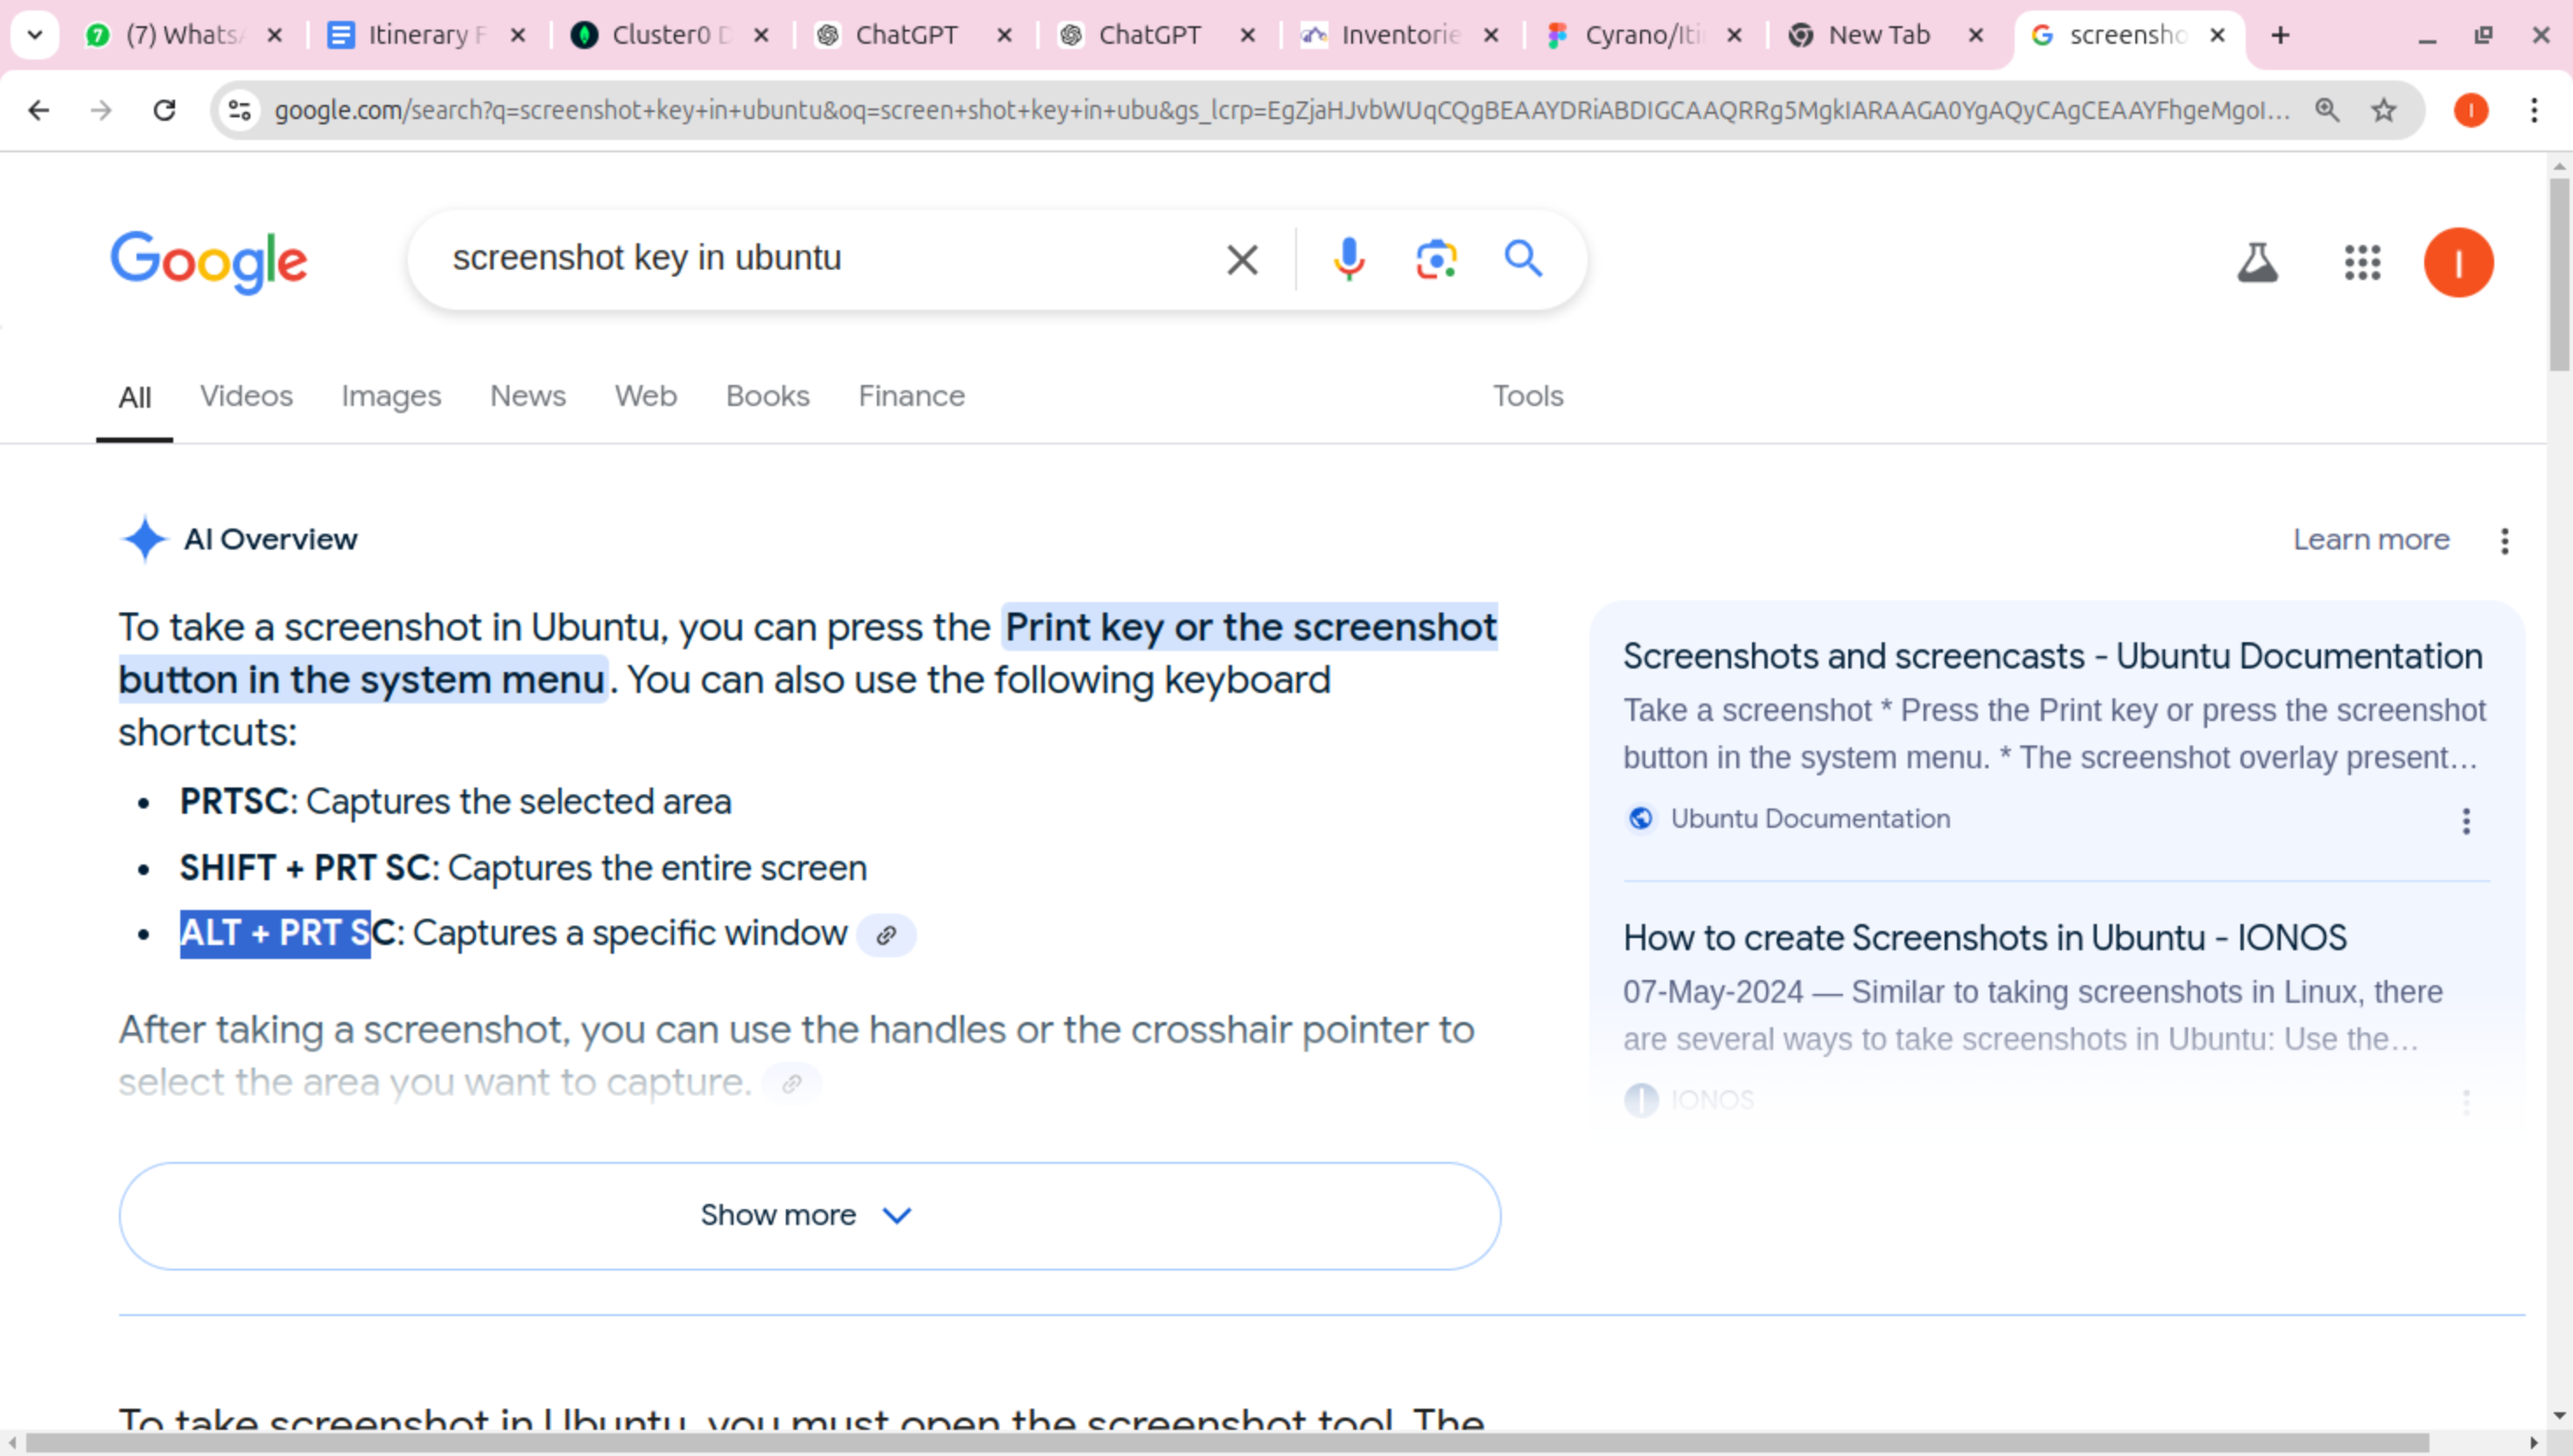 (7) Whats
Itinerary F
Cluster0 D
ChatGPT
ChatGPT
Inventorie
Cyrano/Iti
New Tab
screensho
google.com/search?q=screenshot+key+in+ubuntu&oq=screen+shot+key+in+ubu&gs_lcrp=EgZjaHJvbWUqCQgBEAAYDRiABDIGCAAQRRg5MgkIARAAGA0YgAQyCAgCEAAYFhgeMgoI...
I
Google
screenshot key in ubuntu
I
All
Videos
Images
News
Web
Books
Finance
Tools
AI Overview
Learn more
To take a screenshot in Ubuntu, you can press the Print key or the screenshot
button in the system menu. You can also use the following keyboard
shortcuts:
• PRTSC: Captures the selected area
• SHIFT + PRT SC: Captures the entire screen
• ALT + PRT SC: Captures a specific window
After taking a screenshot, you can use the handles or the crosshair pointer to
select the area you want to capture.
Show more
Screenshots and screencasts - Ubuntu Documentation
Take a screenshot * Press the Print key or press the screenshot
button in the system menu. * The screenshot overlay present...
Ubuntu Documentation
How to create Screenshots in Ubuntu - IONOS
07-May-2024 — Similar to taking screenshots in Linux, there
are several ways to take screenshots in Ubuntu: Use the...
IONOS
To take screenshot in Ubuntu, you must open the screenshot tool. The